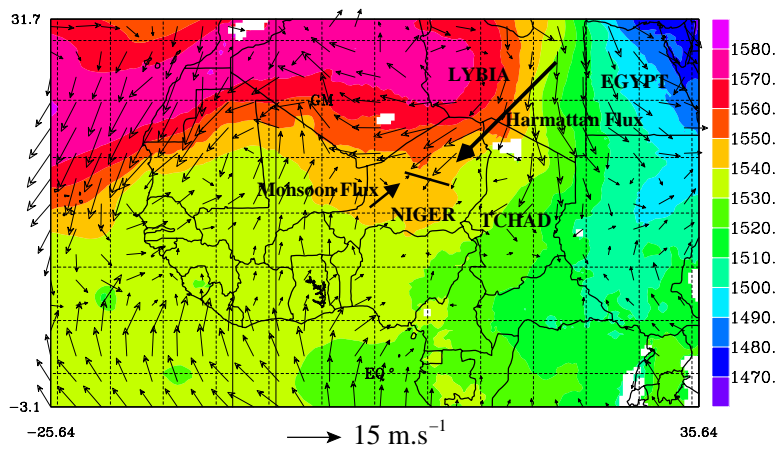 31.7
LYBIA
EGYPT
GM
Harmattan Flux
Monsoon Flux
NIGER
TCHAD
EQ
−3.1
−25.64
35.64
15 m.s−1
1580.
1570.
1560.
1550.
1540.
1530.
1520.
1510.
1500.
1490.
1480.
1470.